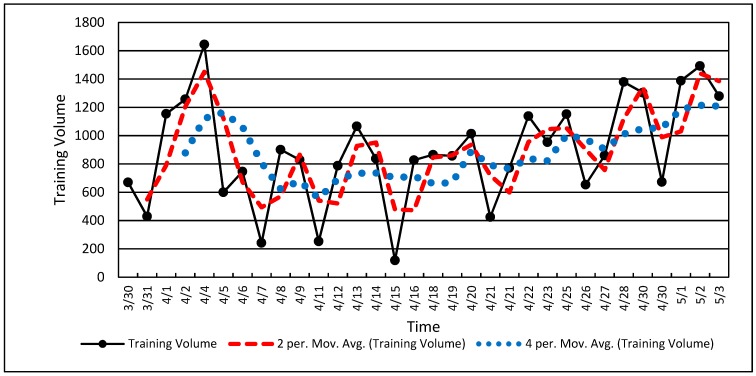 1800
1600
1400
1200
1000
800
600
400
200
0
Training Volume
3/30 3/31 4/1 4/2 4/4 4/5 4/6 4/7 4/8 4/9 4/11 4/12 4/13 4/14 4/15 4/16 4/18 4/19 4/20 4/21 4/21 4/22 4/23 4/25 4/26 4/27 4/28 4/30 4/30 5/1 5/2 5/3
Time
Training Volume 2 per. Mov. Avg. (Training Volume) 4 per. Mov. Avg. (Training Volume)